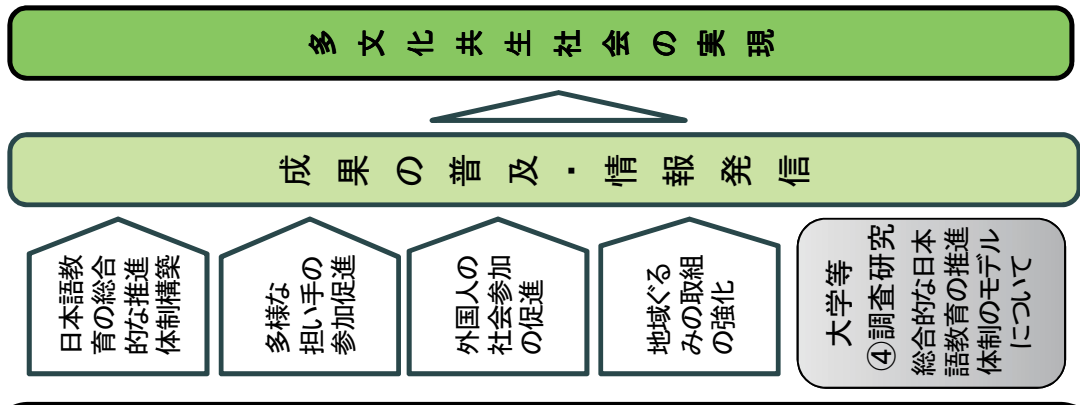 多文化共生社会の実現
成果の普及・情報発信
日本語教
育の総合
的な推進
体制構築
多様な
担い手の
参加促進
外国人の
社会参加
の促進
地域ぐる
みの取組
の強化
大学等
④調査研究
総合的な日本
語教育の推進
体制のモデル
について